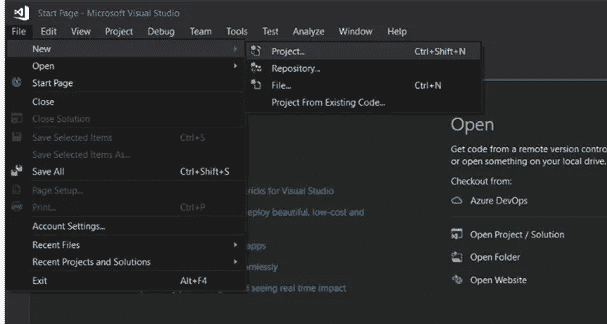 Start Page - Microsoft Visual Studio
File Edit View Project Debug Team Tools Test Analyze Window Help
New
Project... Ctrl+Shift+N
Open
Repository...
Start Page
File... Ctrl+N
Close
Project From Existing Code...
Close Solution
Save Selected Items Ctrl+S
Save Selected Items As...
Save All Ctrl+Shift+S
Page Setup...
Print... Ctrl+P
Account Settings...
Recent Files
Recent Projects and Solutions
Exit Alt+F4
ricks for Visual Studio
eploy beautiful, low-cost and
apps
and seeing real time impact
Open
Get code from a remote version contro
or open something on your local drive.
Checkout from:
Azure DevOps
Open Project / Solution
Open Folder
Open Website